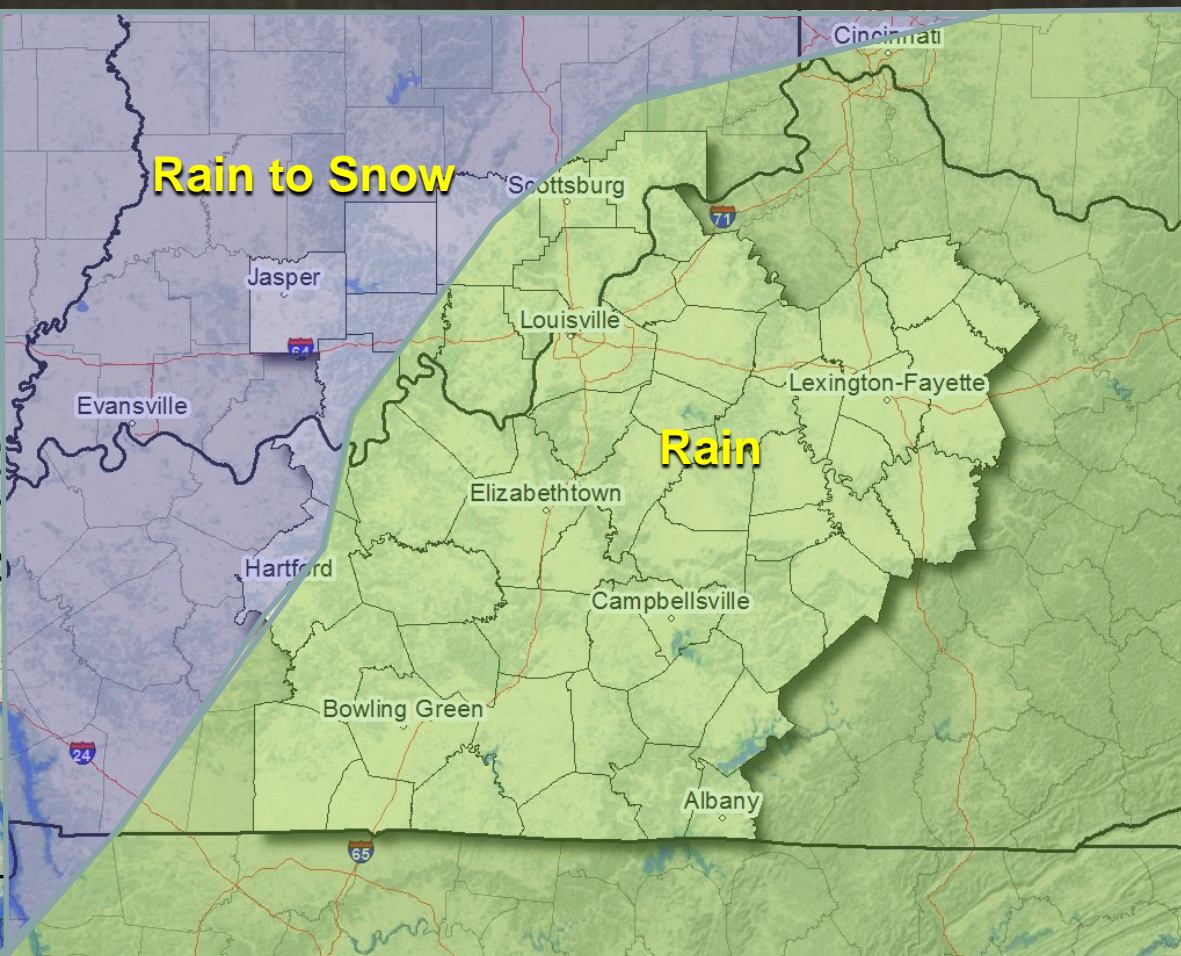 Cincinnati
Rain to Snow
Scottsburg
71
Jasper
Louisville
64
Lexington-Fayette
Evansville
Rain
Elizabethtown
Hartford
Campbellsville
Bowling Green
24
Albany
65